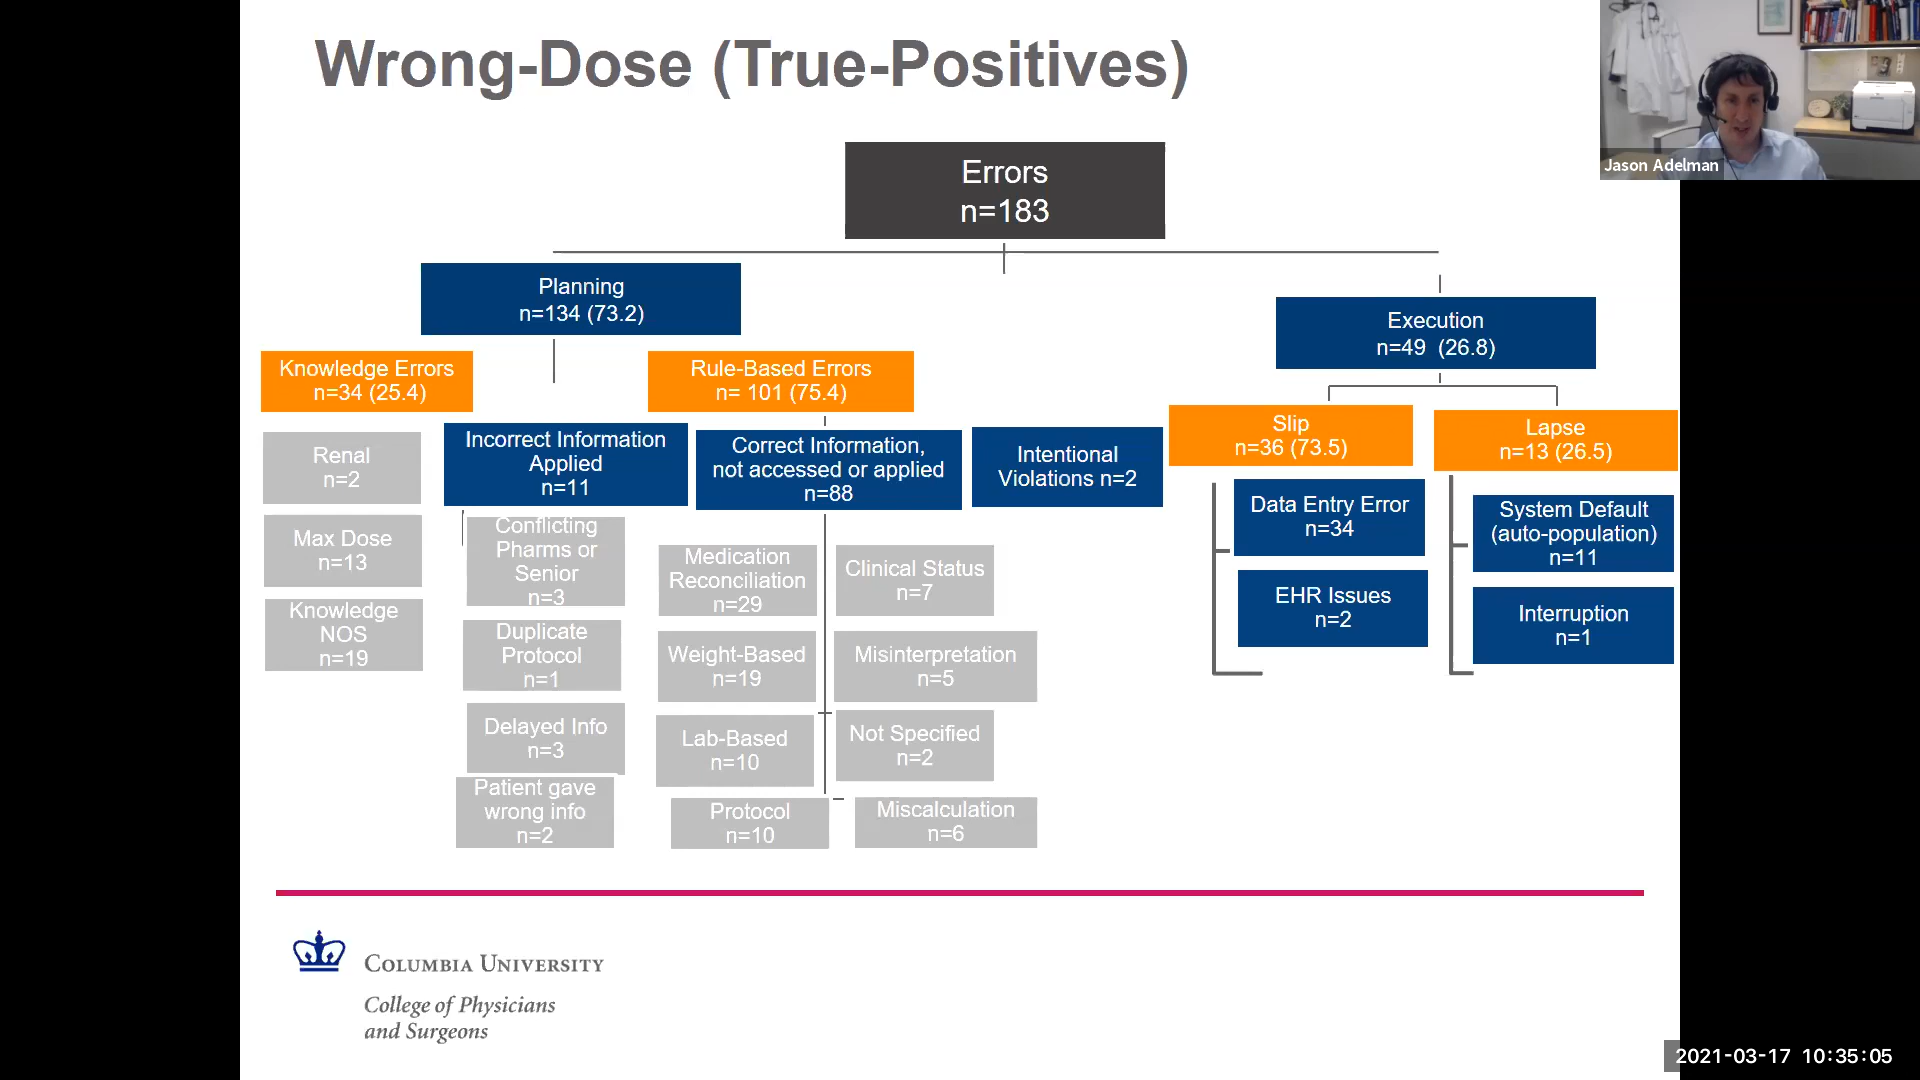 Wrong-Dose (True-Positives)
Jason Adelman
Errors
n=183
Planning
n=134 (73.2)
Execution
n=49 (26.8)
Knowledge Errors
n=34 (25.4)
Rule-Based Errors
n= 101 (75.4)
Slip
n=36 (73.5)
Lapse
n=13 (26.5)
Renal
n=2
Max Dose
n=13
Knowledge
NOS
n=19
Incorrect Information
Applied
n=11
Conflicting
Pharms or
Senior
n=3
Duplicate
Protocol
n=1
Delayed Info
n=3
Patient gave
wrong info
n=2
Correct Information,
not accessed or applied
n=88
Medication
Reconciliation
n=29
Weight-Based
n=19
Lab-Based
n=10
Protocol
n=10
Clinical Status
n=7
Misinterpretation
n=5
Not Specified
n=2
Miscalculation
n=6
Intentional
Violations n=2
Data Entry Error
n=34
EHR Issues
n=2
System Default
(auto-population)
n=11
Interruption
n=1
COLUMBIA UNIVERSITY
College of Physicians
and Surgeons
2021-03-17 10:35:05